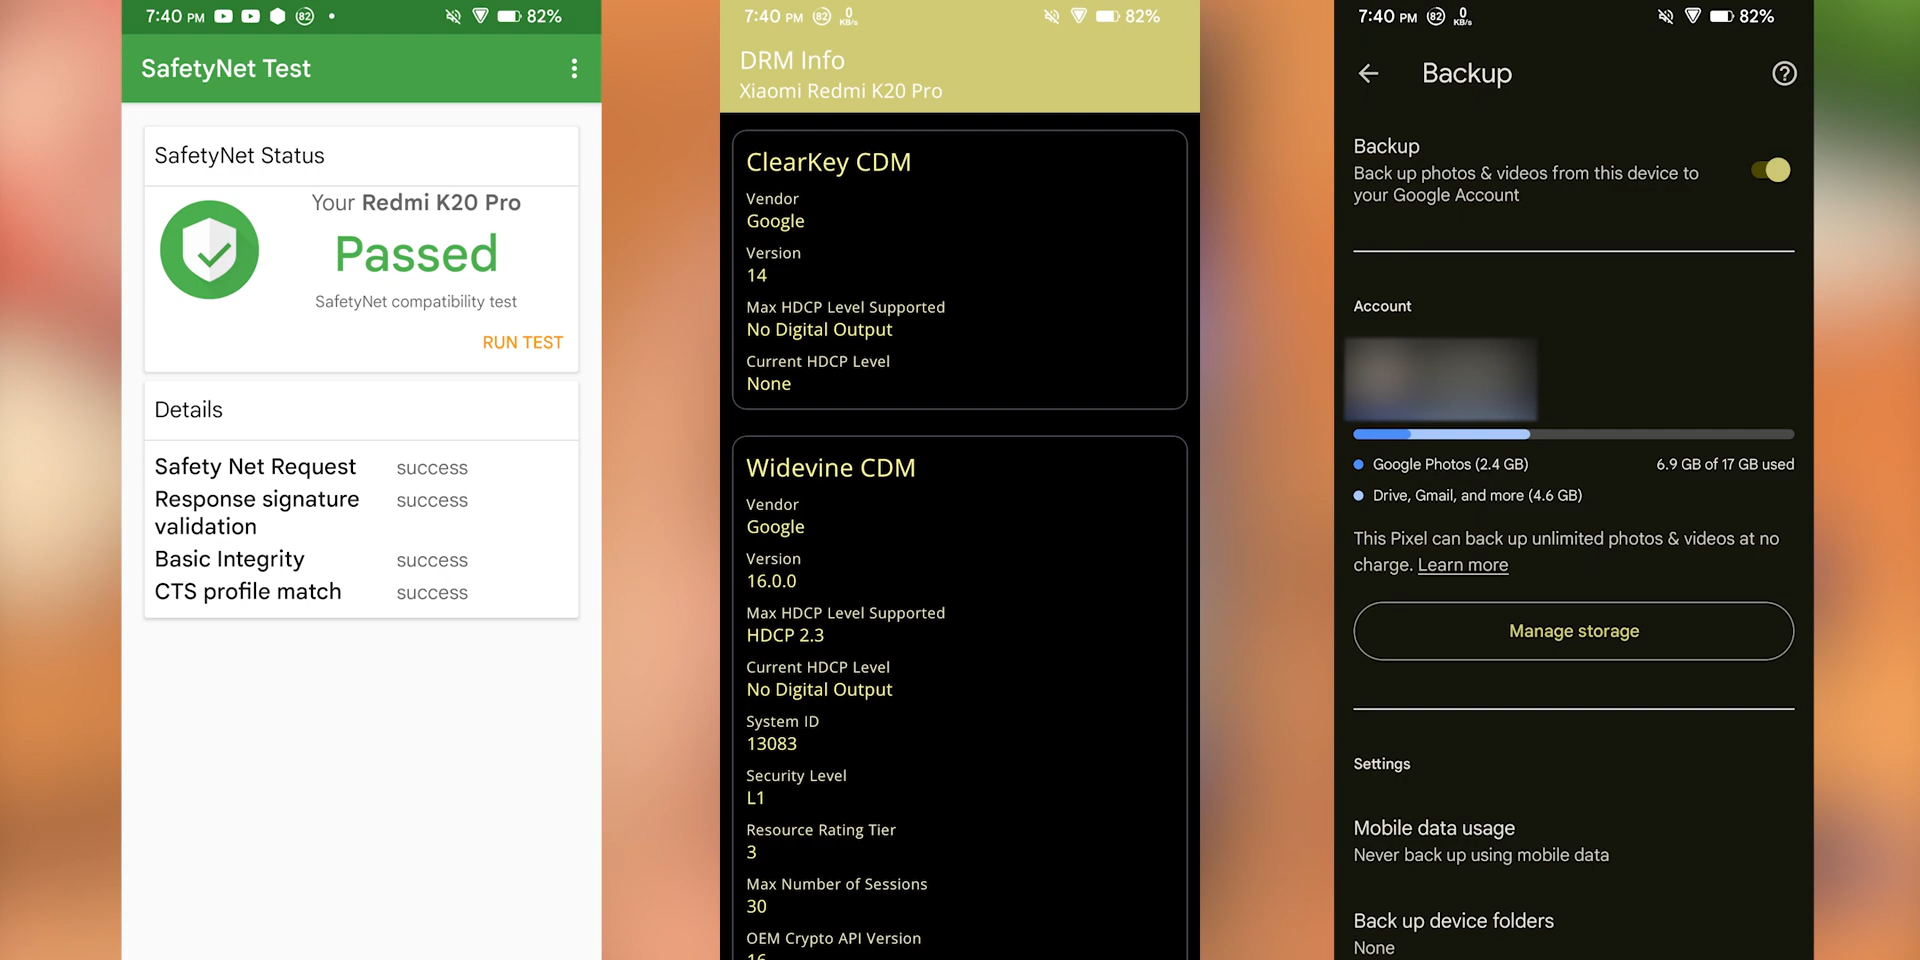 7:40 PM 82 82%
SafetyNet Test
SafetyNet Status
Your Redmi K20 Pro
Passed
SafetyNet compatibility test
RUN TEST
Details
Safety Net Request success
Response signature success
validation
Basic Integrity success
CTS profile match success
7:40 PM 82 0 KB/s 82%
DRM Info
Xiaomi Redmi K20 Pro
ClearKey CDM
Vendor
Google
Version
14
Max HDCP Level Supported
No Digital Output
Current HDCP Level
None
Widevine CDM
Vendor
Google
Version
16.0.0
Max HDCP Level Supported
HDCP 2.3
Current HDCP Level
No Digital Output
System ID
13083
Security Level
L1
Resource Rating Tier
3
Max Number of Sessions
30
OEM Crypto API Version
7:40 PM 82 0 KB/s 82%
Backup
Backup
Back up photos & videos from this device to
your Google Account
Account
Google Photos (2.4 GB) 6.9 GB of 17 GB used
Drive, Gmail, and more (4.6 GB)
This Pixel can back up unlimited photos & videos at no
charge. Learn more
Manage storage
Settings
Mobile data usage
Never back up using mobile data
Back up device folders
None